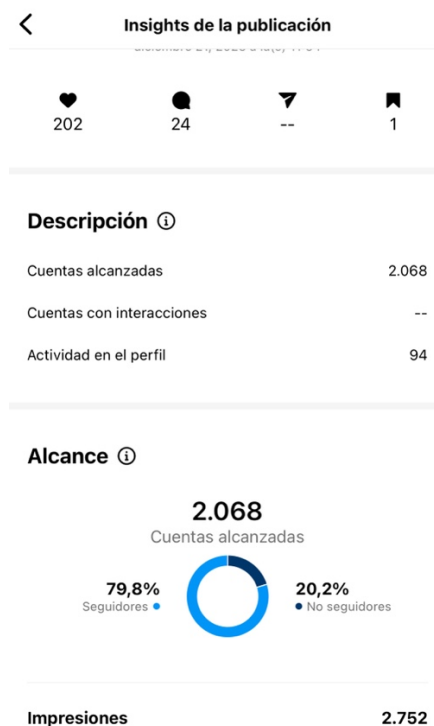 Insights de la publicación
202 24 -- 1
Descripción
Cuentas alcanzadas 2.068
Cuentas con interacciones --
Actividad en el perfil 94
Alcance
2.068
Cuentas alcanzadas
79,8% 20,2%
Seguidores No seguidores
Impresiones 2.752